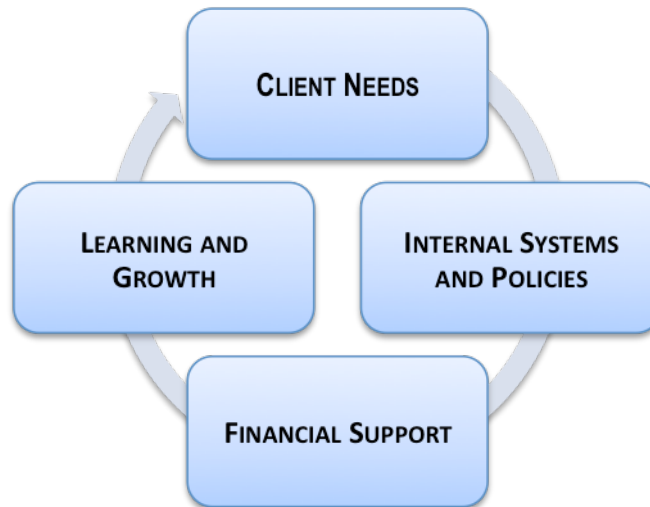 CLIENT NEEDS
LEARNING AND
GROWTH
INTERNAL SYSTEMS
AND POLICIES
FINANCIAL SUPPORT